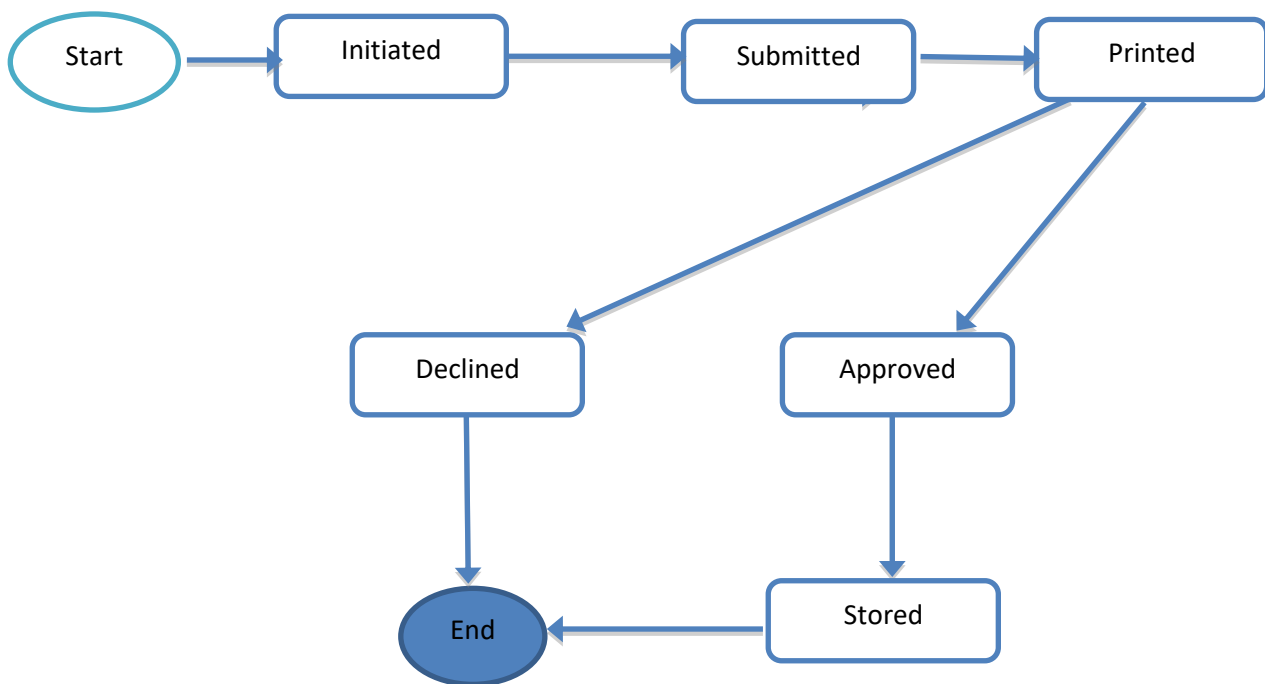 Start
Initiated
Submitted
Printed
Declined
Approved
End
Stored